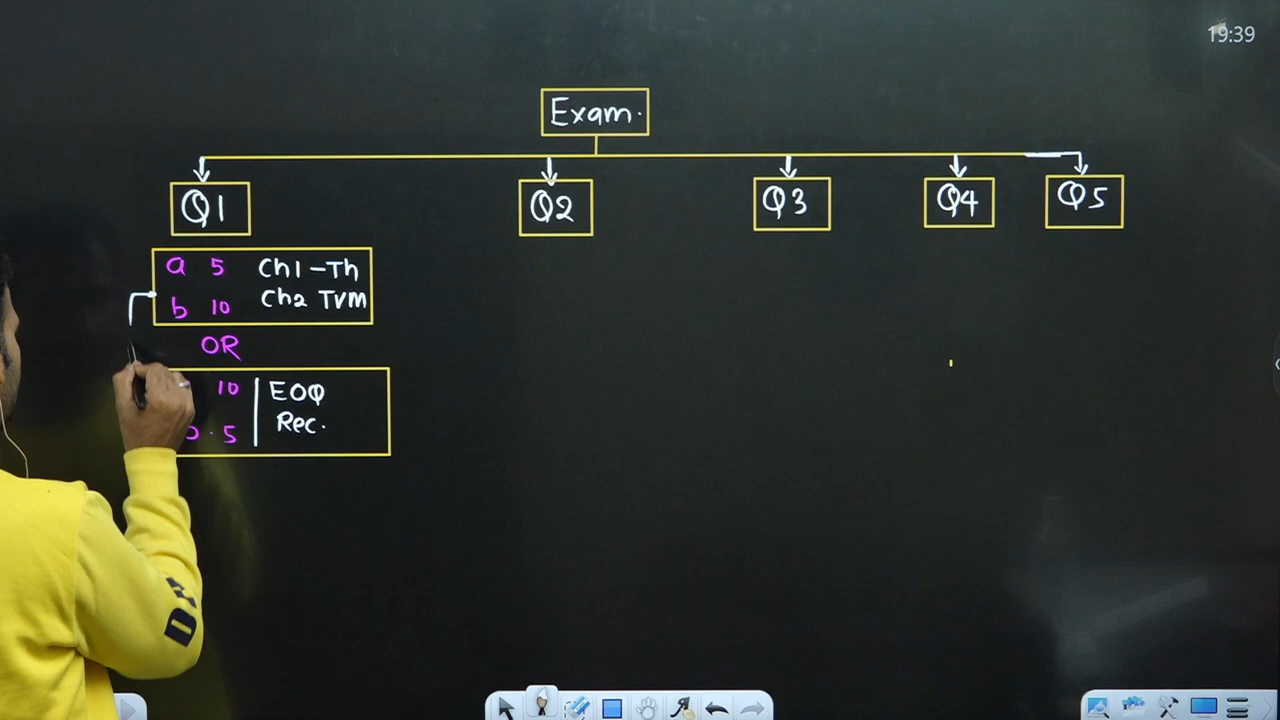 19:39
Exam.
Q1 Q2 Q3 Q4 Q5
a 5 Ch1 - Th
b 10 Ch2 TVM
OR
10 EOQ
5 Rec.